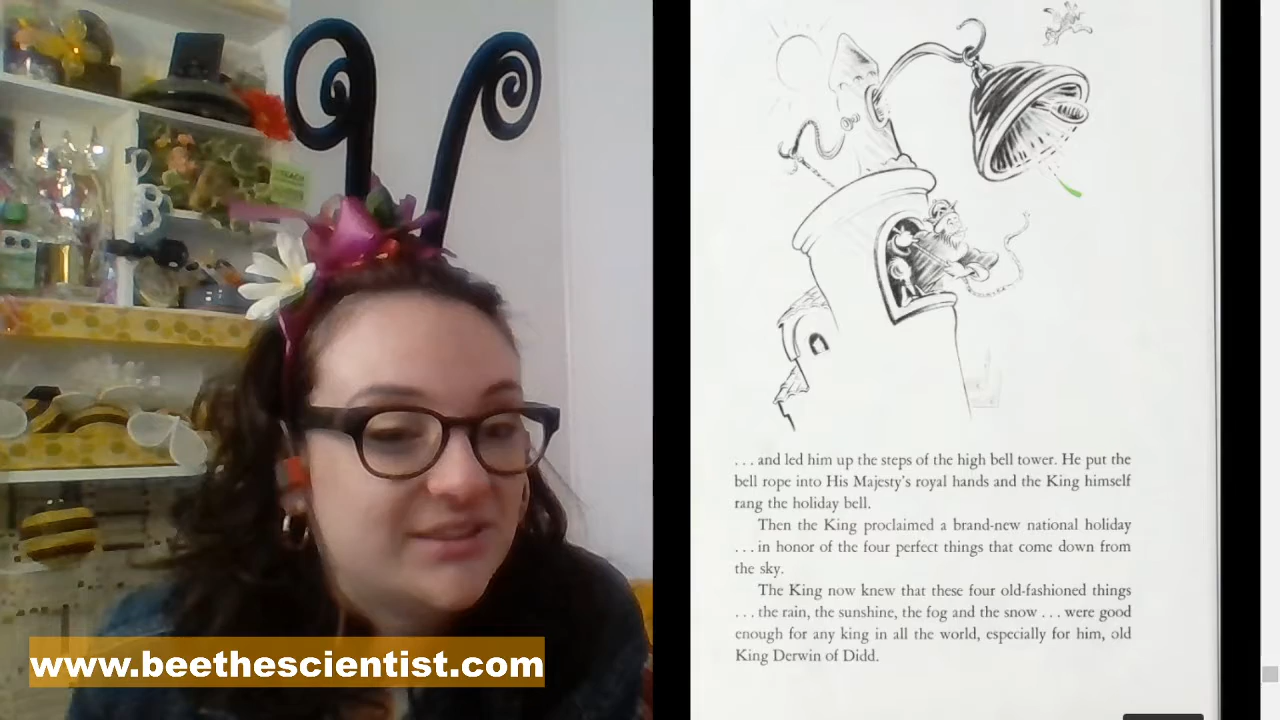 www.beethescientist.com
. . . and led him up the steps of the high bell tower. He put the
bell rope into His Majesty's royal hands and the King himself
rang the holiday bell.
Then the King proclaimed a brand-new national holiday
. . . in honor of the four perfect things that come down from
the sky.
The King now knew that these four old-fashioned things
. . . the rain, the sunshine, the fog and the snow . . . were good
enough for any king in all the world, especially for him, old
King Derwin of Didd.